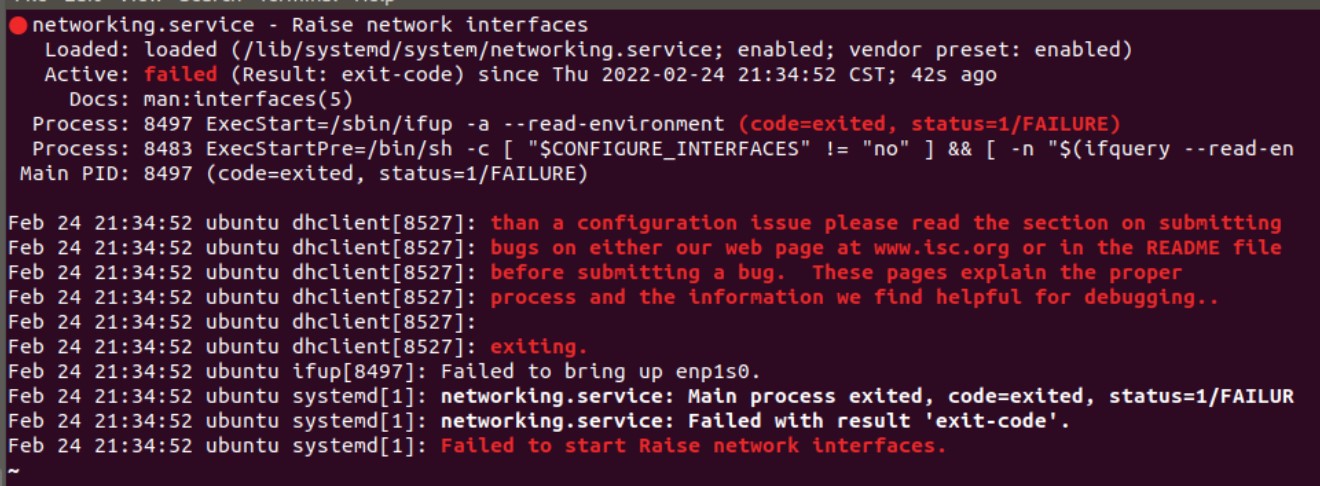 ●networking.service - Raise network interfaces
   Loaded: loaded (/lib/systemd/system/networking.service; enabled; vendor preset: enabled)
   Active: failed (Result: exit-code) since Thu 2022-02-24 21:34:52 CST; 42s ago
     Docs: man:interfaces(5)
  Process: 8497 ExecStart=/sbin/ifup -a --read-environment (code=exited, status=1/FAILURE)
  Process: 8483 ExecStartPre=/bin/sh -c [ "$CONFIGURE_INTERFACES" != "no" ] && [ -n "$(ifquery --read-en
 Main PID: 8497 (code=exited, status=1/FAILURE)

Feb 24 21:34:52 ubuntu dhclient[8527]: than a configuration issue please read the section on submitting
Feb 24 21:34:52 ubuntu dhclient[8527]: bugs on either our web page at www.isc.org or in the README file
Feb 24 21:34:52 ubuntu dhclient[8527]: before submitting a bug.  These pages explain the proper
Feb 24 21:34:52 ubuntu dhclient[8527]: process and the information we find helpful for debugging..
Feb 24 21:34:52 ubuntu dhclient[8527]:
Feb 24 21:34:52 ubuntu dhclient[8527]: exiting.
Feb 24 21:34:52 ubuntu ifup[8497]: Failed to bring up enp1s0.
Feb 24 21:34:52 ubuntu systemd[1]: networking.service: Main process exited, code=exited, status=1/FAILUR
Feb 24 21:34:52 ubuntu systemd[1]: networking.service: Failed with result 'exit-code'.
Feb 24 21:34:52 ubuntu systemd[1]: Failed to start Raise network interfaces.
~